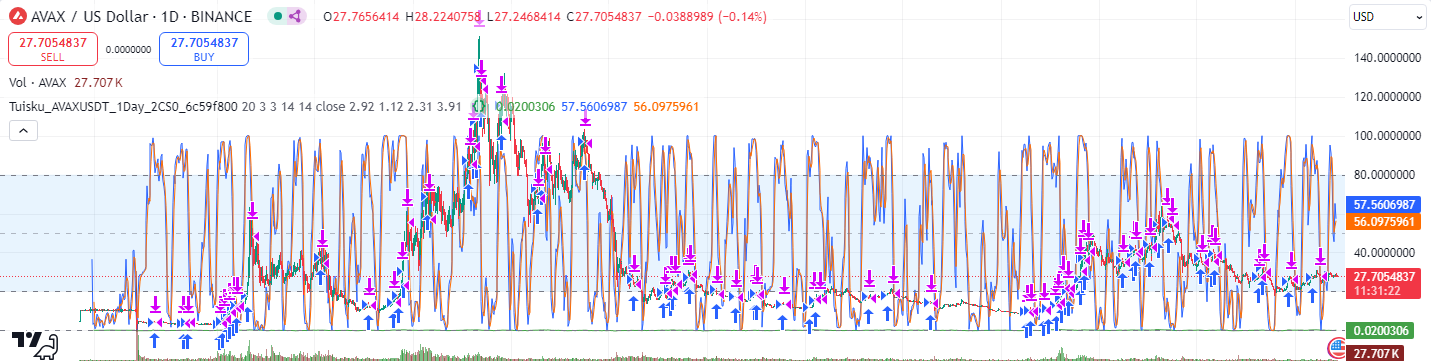 AVAX / US Dollar · 1D · BINANCE O27.7656414 H28.2240758 L27.2468414 C27.7054837 −0.0388989 (−0.14%)
USD
27.7054837 0.0000000 27.7054837
SELL BUY
Vol · AVAX 27.707 K
Tuisku_AVAXUSDT_1Day_2CS0_6c59f800 20 3 3 14 14 close 2.92 1.12 2.31 3.91 0.0200306 57.5606987 56.0975961
140.0000000
120.0000000
100.0000000
80.0000000
57.5606987
56.0975961
40.0000000
27.7054837
11:31:22
0.0200306
27.707 K